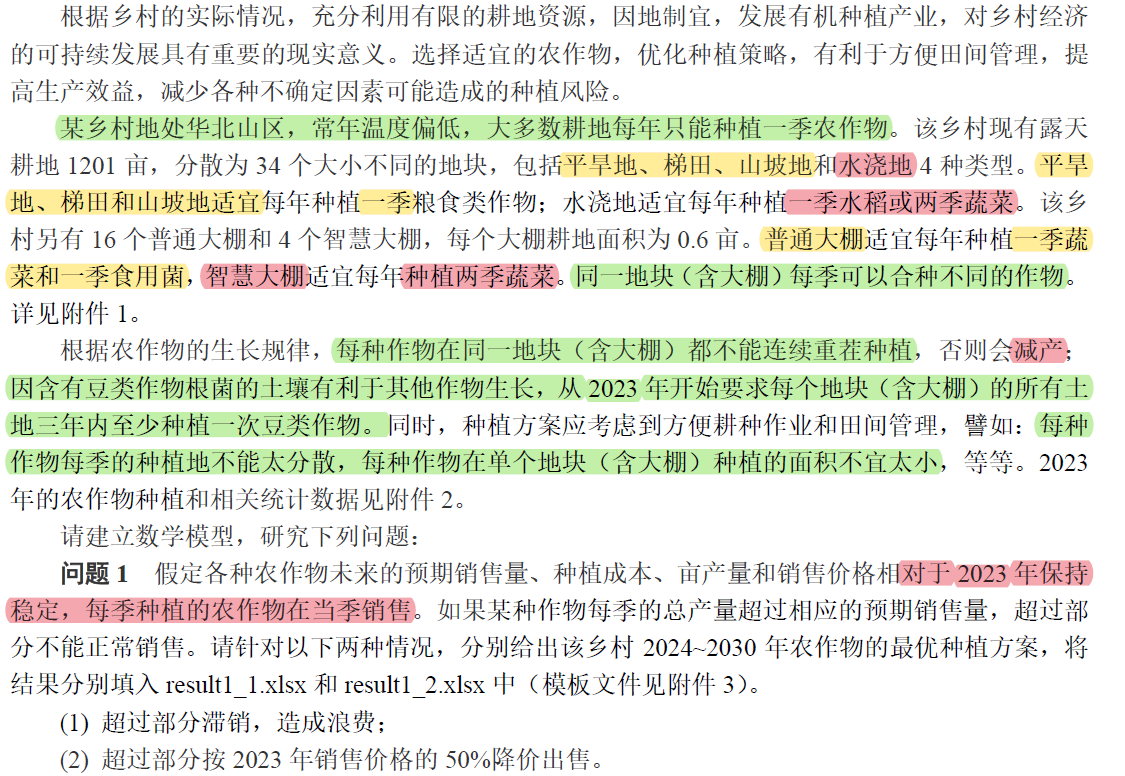 根据乡村的实际情况，充分利用有限的耕地资源，因地制宜，发展有机种植产业，对乡村经济
的可持续发展具有重要的现实意义。选择适宜的农作物，优化种植策略，有利于方便田间管理，提
高生产效益，减少各种不确定因素可能造成的种植风险。
某乡村地处华北山区，常年温度偏低，大多数耕地每年只能种植一季农作物。该乡村现有露天
耕地 1201 亩，分散为 34 个大小不同的地块，包括平旱地、梯田、山坡地和水浇地 4 种类型。平旱
地、梯田和山坡地适宜每年种植一季粮食类作物；水浇地适宜每年种植一季水稻或两季蔬菜。该乡
村另有 16 个普通大棚和 4 个智慧大棚，每个大棚耕地面积为 0.6 亩。普通大棚适宜每年种植一季蔬
菜和一季食用菌，智慧大棚适宜每年种植两季蔬菜。同一地块（含大棚）每季可以合种不同的作物。
详见附件 1。
根据农作物的生长规律，每种作物在同一地块（含大棚）都不能连续重茬种植，否则会减产；
因含有豆类作物根菌的土壤有利于其他作物生长，从 2023 年开始要求每个地块（含大棚）的所有土
地三年内至少种植一次豆类作物。同时，种植方案应考虑到方便耕种作业和田间管理，譬如：每种
作物每季的种植地不能太分散，每种作物在单个地块（含大棚）种植的面积不宜太小，等等。2023
年的农作物种植和相关统计数据见附件 2。
请建立数学模型，研究下列问题：
问题 1 假定各种农作物未来的预期销售量、种植成本、亩产量和销售价格相对于 2023 年保持
稳定，每季种植的农作物在当季销售。如果某种作物每季的总产量超过相应的预期销售量，超过部
分不能正常销售。请针对以下两种情况，分别给出该乡村 2024~2030 年农作物的最优种植方案，将
结果分别填入 result1_1.xlsx 和 result1_2.xlsx 中（模板文件见附件 3）。
(1) 超过部分滞销，造成浪费；
(2) 超过部分按 2023 年销售价格的 50%降价出售。